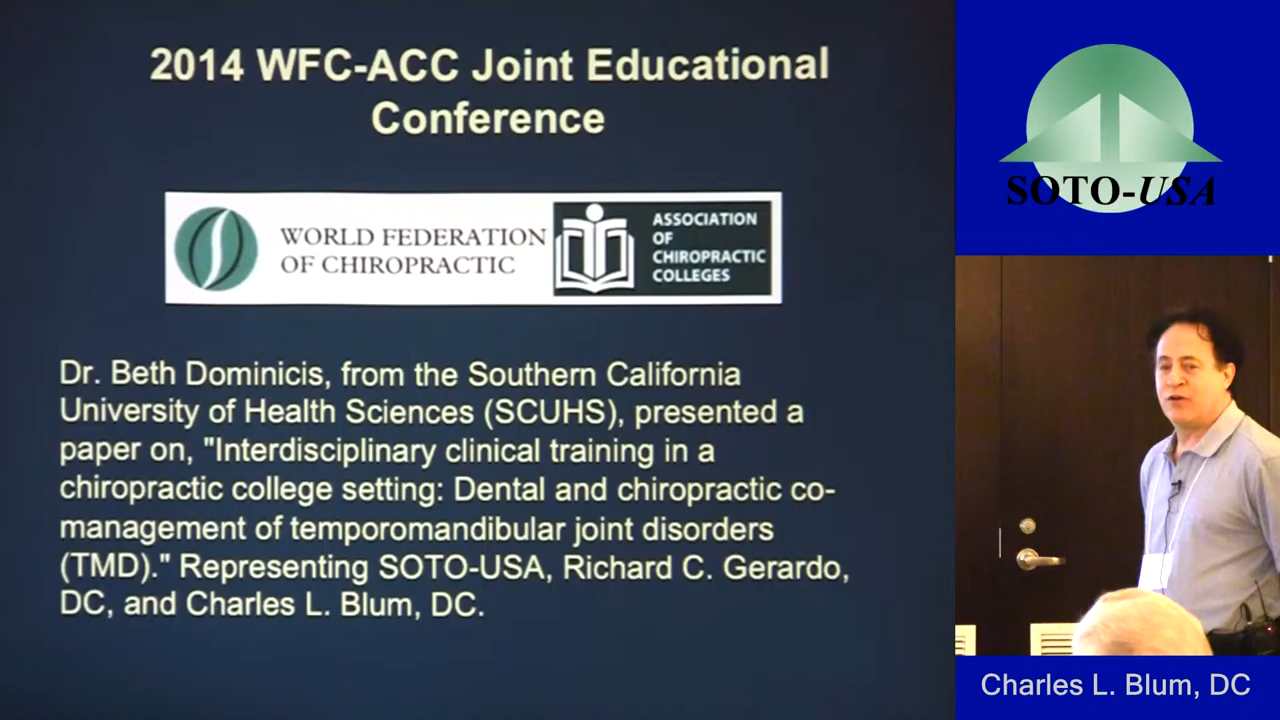 2014 WFC-ACC Joint Educational
Conference
WORLD FEDERATION
OF CHIROPRACTIC
ASSOCIATION
OF
CHIROPRACTIC
COLLEGES
Dr. Beth Dominicis, from the Southern California
University of Health Sciences (SCUHS), presented a
paper on, "Interdisciplinary clinical training in a
chiropractic college setting: Dental and chiropractic co-
management of temporomandibular joint disorders
(TMD)." Representing SOTO-USA, Richard C. Gerardo,
DC, and Charles L. Blum, DC.
SOTO-USA
Charles L. Blum, DC